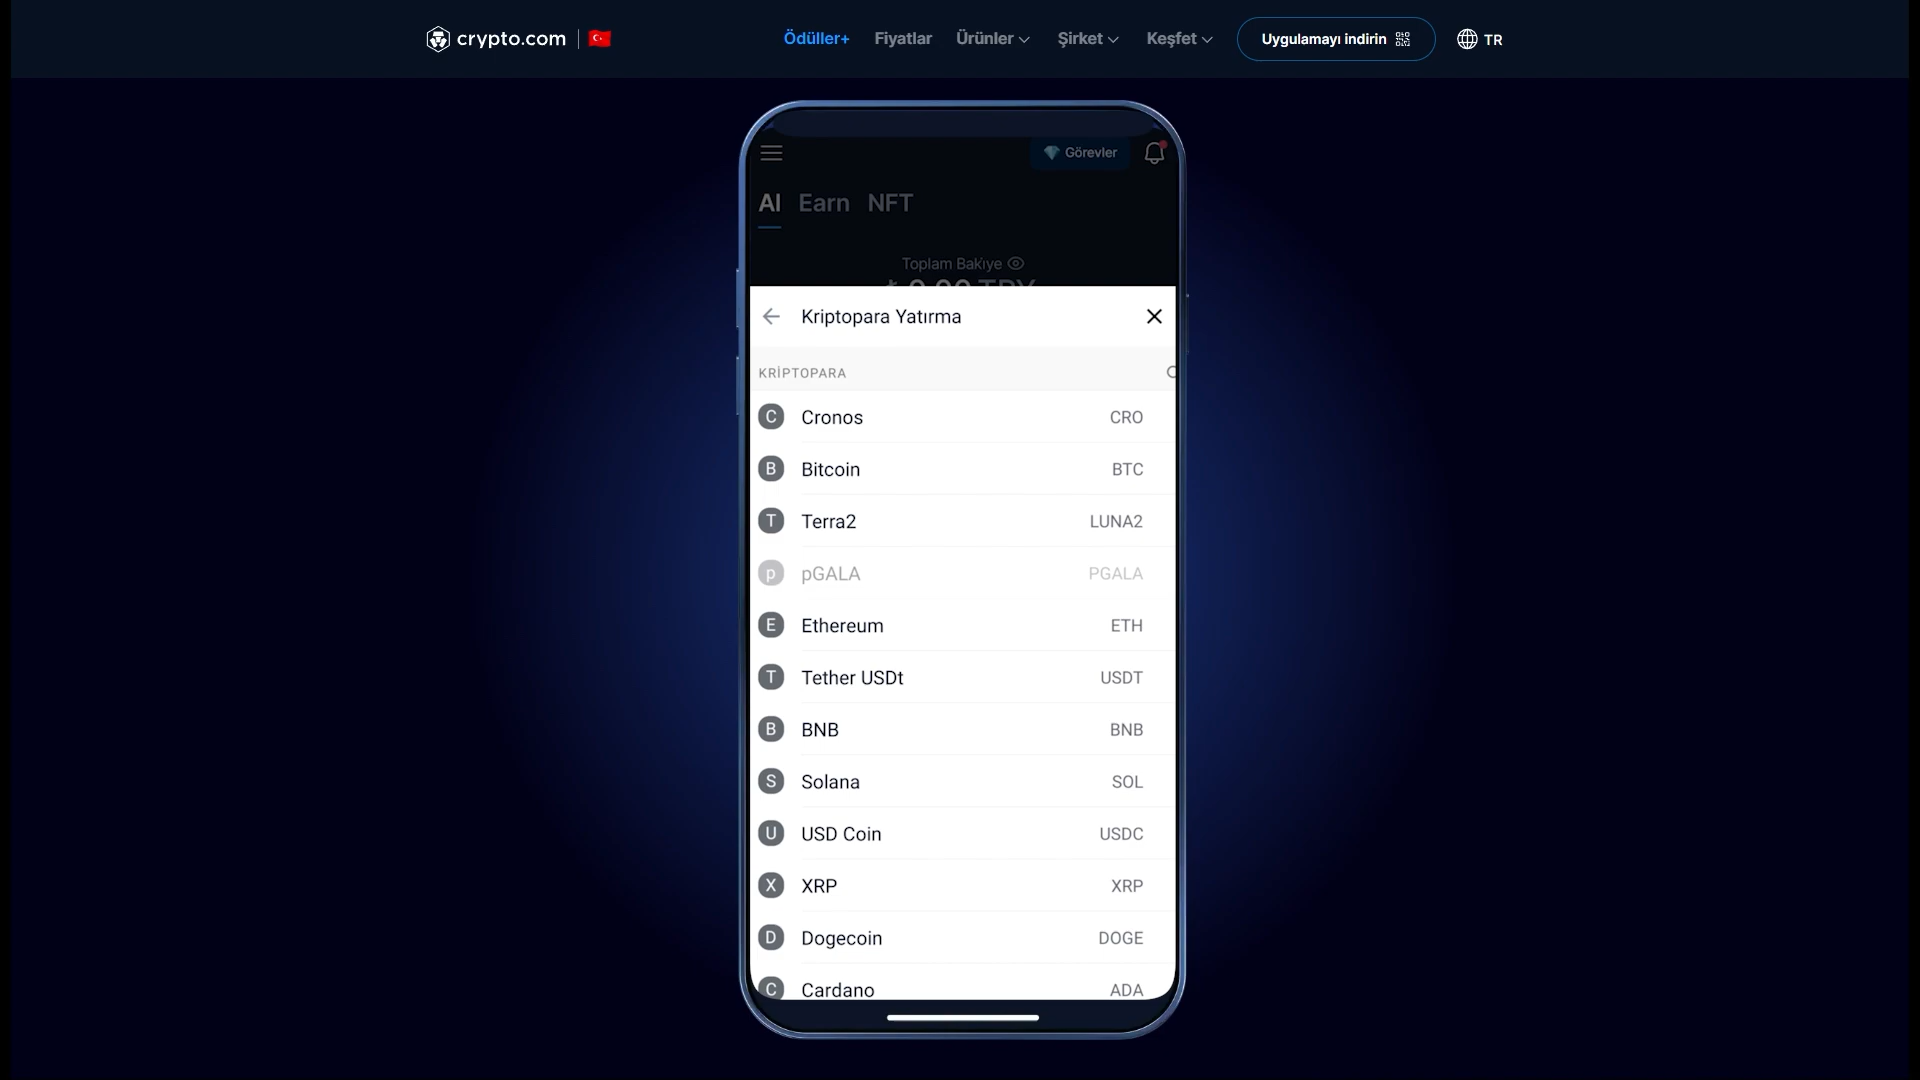 crypto.com
Ödüller+ Fiyatlar Ürünler Şirket Keşfet Uygulamayı indirin TR
Görevler
Al Earn NFT
Toplam Bakiye
Kriptopara Yatırma
KRİPTOPARA
C Cronos CRO
B Bitcoin BTC
T Terra2 LUNA2
p pGALA PGALA
E Ethereum ETH
T Tether USDt USDT
B BNB BNB
S Solana SOL
U USD Coin USDC
X XRP XRP
D Dogecoin DOGE
C Cardano ADA